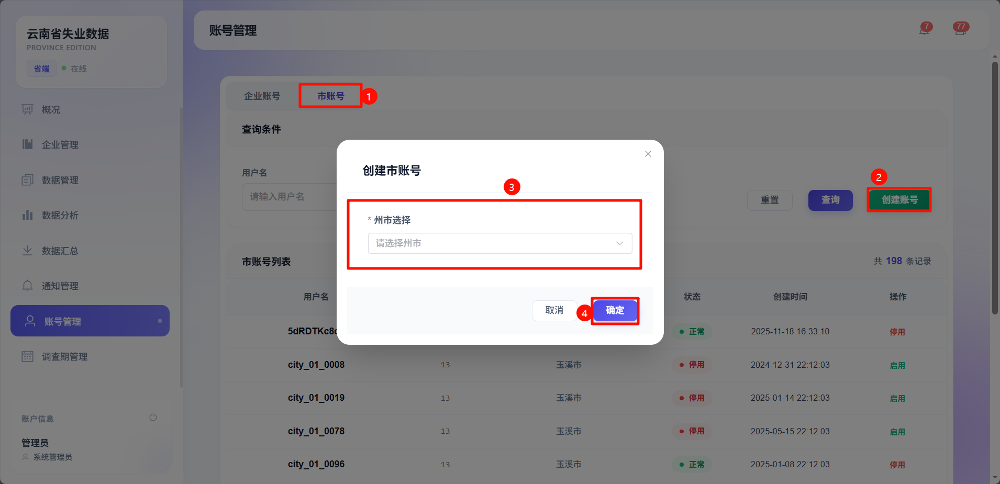 云南省失业数据
PROVINCE EDITION
省端 在线
概况
企业管理
数据管理
数据分析
数据汇总
通知管理
账号管理
调查期管理
账户信息
管理员
系统管理员
账号管理
7
77
企业账号 市账号 1
查询条件
用户名
请输入用户名
重置 查询 创建账号
2
市账号列表
共 198 条记录
用户名 状态 创建时间 操作
5dRDTKc8 正常 2025-11-18 16:33:10 停用
city_01_0008 13 玉溪市 停用 2024-12-31 22:12:03 启用
city_01_0019 13 玉溪市 停用 2025-01-14 22:12:03 启用
city_01_0078 13 玉溪市 停用 2025-05-15 22:12:03 启用
city_01_0096 13 玉溪市 正常 2025-01-08 22:12:03 停用
创建市账号
3
* 州市选择
请选择州市
取消 4 确定